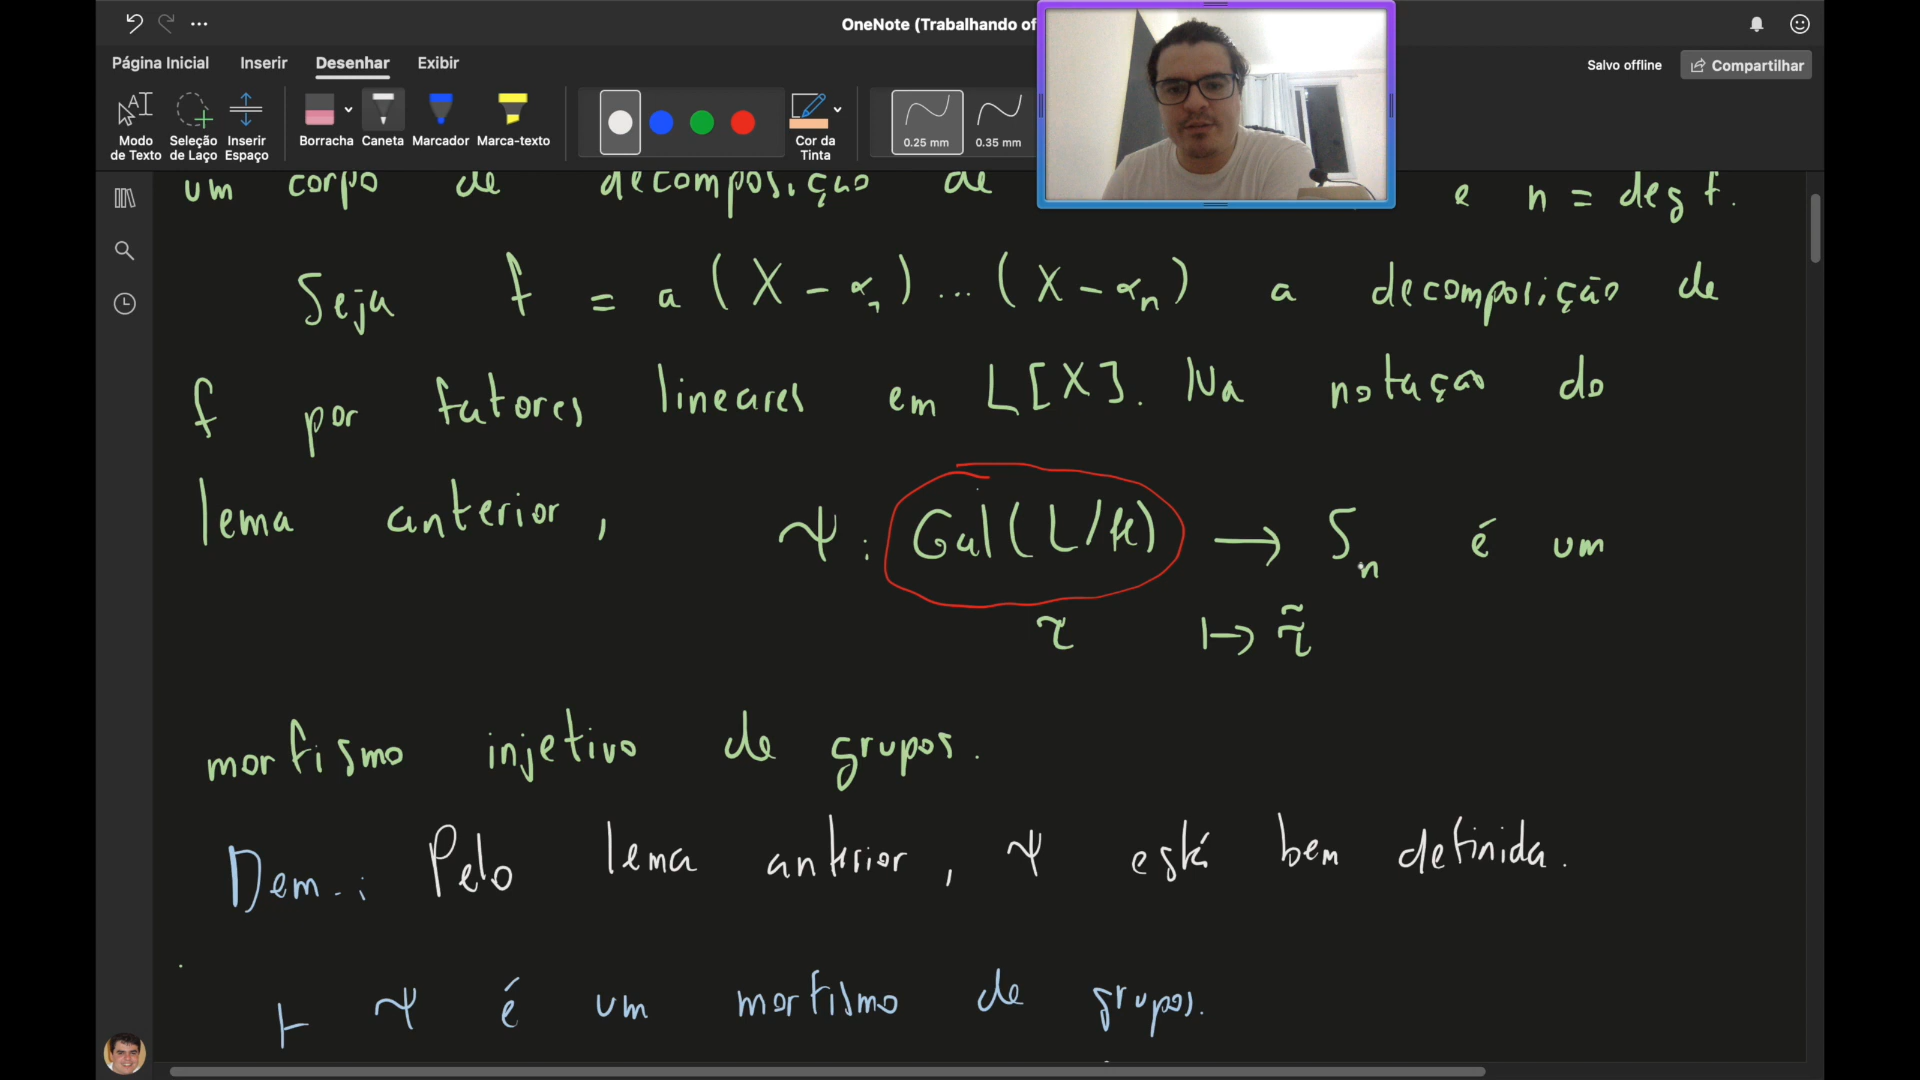 OneNote (Trabalhando of
Página Inicial Inserir Desenhar Exibir
Salvo offline Compartilhar
Modo de Texto
Seleção de Laço
Inserir Espaço
Borracha
Caneta
Marcador
Marca-texto
Cor da Tinta
0.25 mm
0.35 mm
um corpo de decomposição de e n = deg f.
Seja f = a (X - α₁) ... (X - αₙ) a decomposição de
f por fatores lineares em L[X]. Na notação do
lema anterior, Ψ : Gal(L/k) → Sₙ é um
τ ↦ τ̃
morfismo injetivo de grupos.
Dem.: Pelo lema anterior, Ψ está bem definida.
⊢ Ψ é um morfismo de grupos.